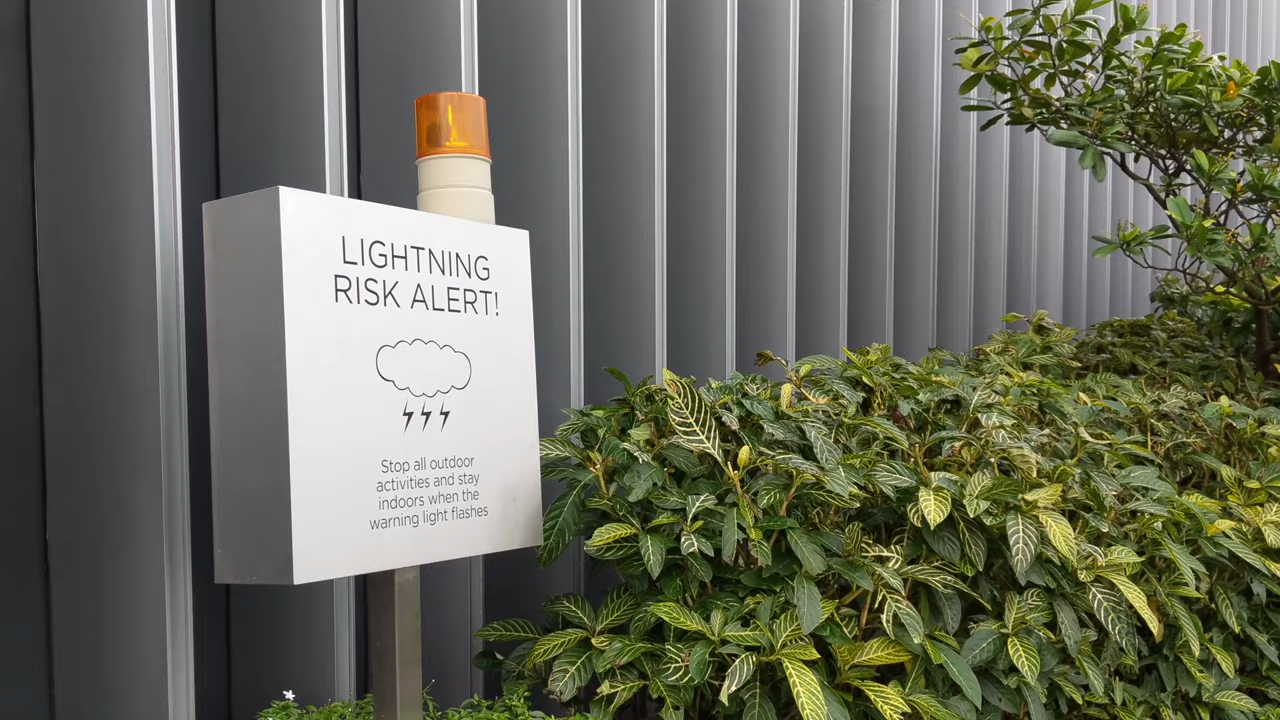 LIGHTNING
RISK ALERT!
Stop all outdoor
activities and stay
indoors when the
warning light flashes